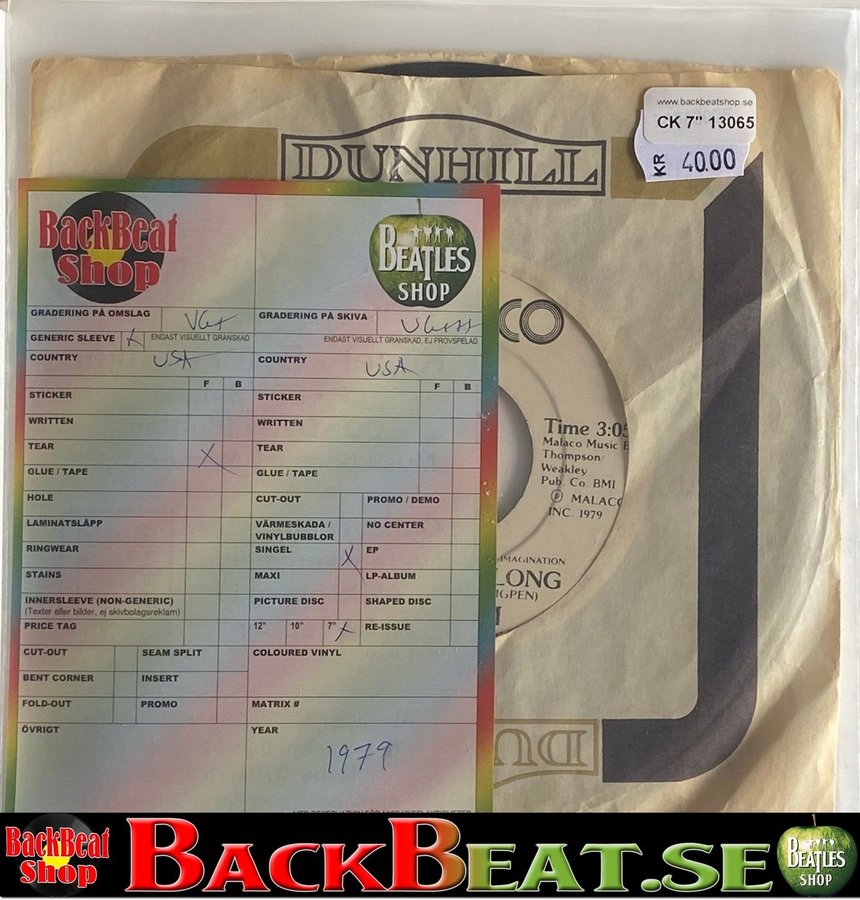 www.backbeatshop.se
CK 7" 13065
KR 40.00
DUNHILL
BackBeat
Shop
BEATLES
SHOP
GRADERING PÅ OMSLAG VG+
GENERIC SLEEVE X ENDAST VISUELLT GRANSKAD
COUNTRY USA
F B
STICKER
WRITTEN
TEAR X
GLUE / TAPE
HOLE
LAMINATSLÄPP
RINGWEAR
STAINS
INNERSLEEVE (NON-GENERIC)
(Texter eller bilder, ej skivbolagsreklam)
PRICE TAG
CUT-OUT SEAM SPLIT
BENT CORNER INSERT
FOLD-OUT PROMO
ÖVRIGT
GRADERING PÅ SKIVA
ENDAST VISUELLT GRANSKAD, EJ PROVSPELAD
COUNTRY USA
F B
STICKER
WRITTEN
TEAR
GLUE / TAPE
CUT-OUT PROMO / DEMO
VÄRMESKADA / NO CENTER
VINYLBUBBLOR
SINGEL X EP
MAXI LP-ALBUM
PICTURE DISC SHAPED DISC
12" 10" 7" X RE-ISSUE
COLOURED VINYL
MATRIX #
YEAR
1979
CO
Time 3:05
Malaco Music
Thompson/
Weakley
Pub. Co. BMI
Ⓟ MALACO
INC. 1979
IMAGINATION
LONG
IGPEN)
BackBeat
Shop
BACKBEAT.SE
BEATLES
SHOP